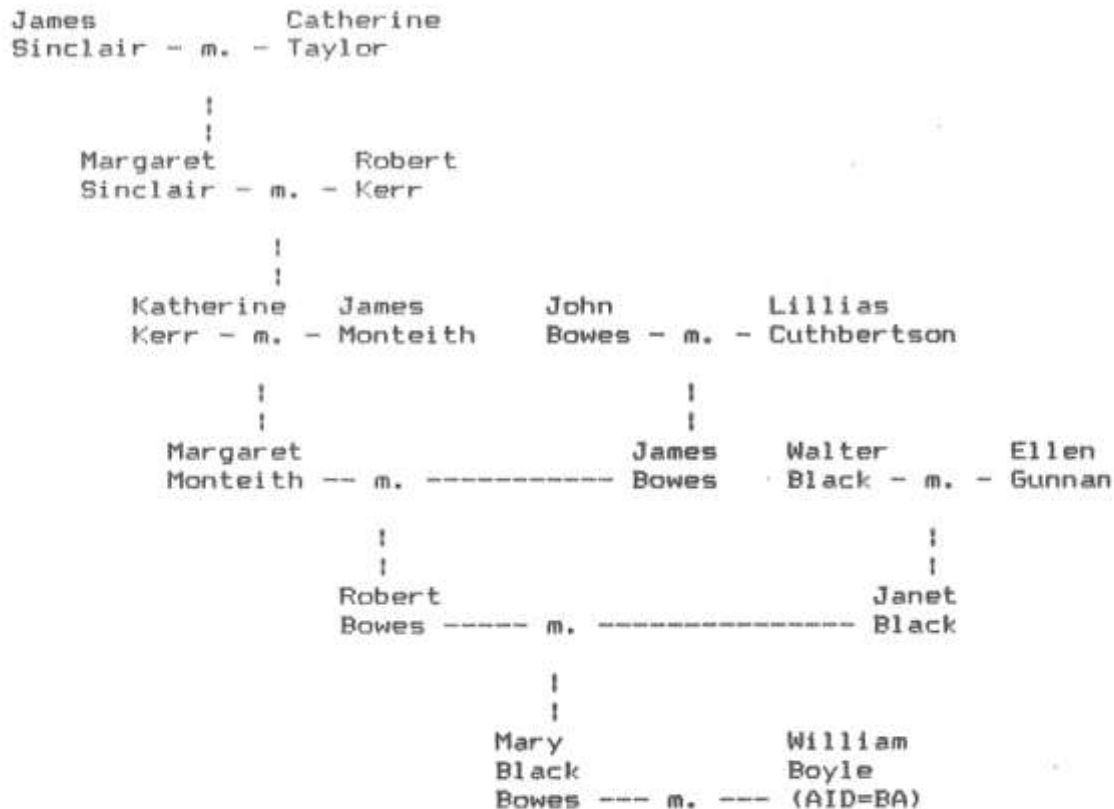 James Catherine
Sinclair - m. - Taylor
Margaret Robert
Sinclair - m. - Kerr
Katherine James John Lillias
Kerr - m. - Monteith Bowes - m. - Cuthbertson
Margaret James Walter Ellen
Monteith -- m. ----------- Bowes Black - m. - Gunnan
Robert Janet
Bowes ----- m. --------------- Black
Mary William
Black Boyle
Bowes --- m. --- (AID=BA)